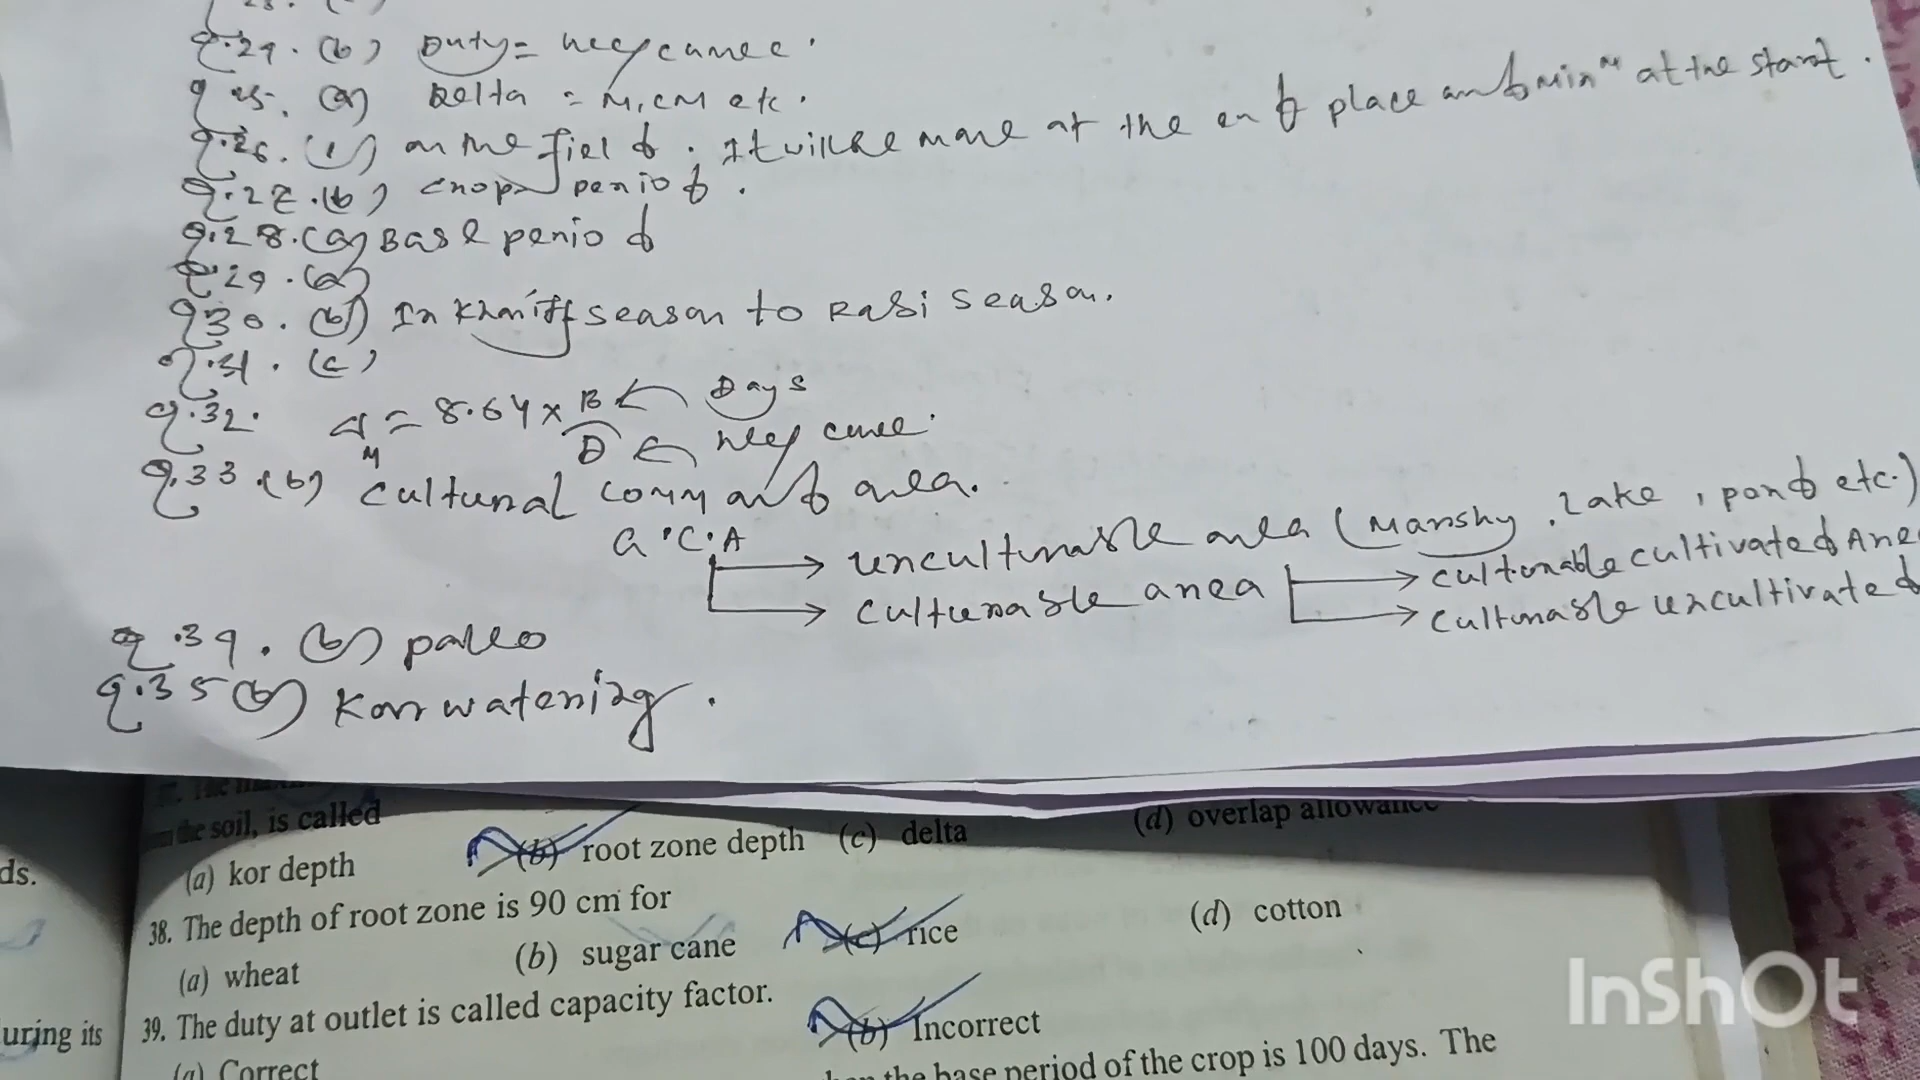 Q.24. (b) Duty = hec/cumec.
Q 25. (a) Delta = M, cM etc.
Q.26. on the field. It will be more at the end place and min^m at the start.
Q.27.(b) crop period.
Q.28.(a) Base period
Q.29.(a)
Q30. (b) In Khariff season to Rabi season.
Q.31. (c)
Q.32. Δ = 8.64 × B/D ← Days
M ← hec/cumec.
Q.33.(b) cultural command area.
G.C.A → unculturable area (Marshy, Lake, pond etc.)
→ culturable area → culturable cultivated Are
→ culturable uncultivated
Q.34. (b) paleo
Q.35 (b) Kor watering.
the soil, is called
(a) kor depth (b) root zone depth (c) delta (d) overlap allowance
38. The depth of root zone is 90 cm for
(a) wheat (b) sugar cane (c) rice (d) cotton
39. The duty at outlet is called capacity factor.
(a) Correct (b) Incorrect
the base period of the crop is 100 days. The
ds.
uring its
InShOt